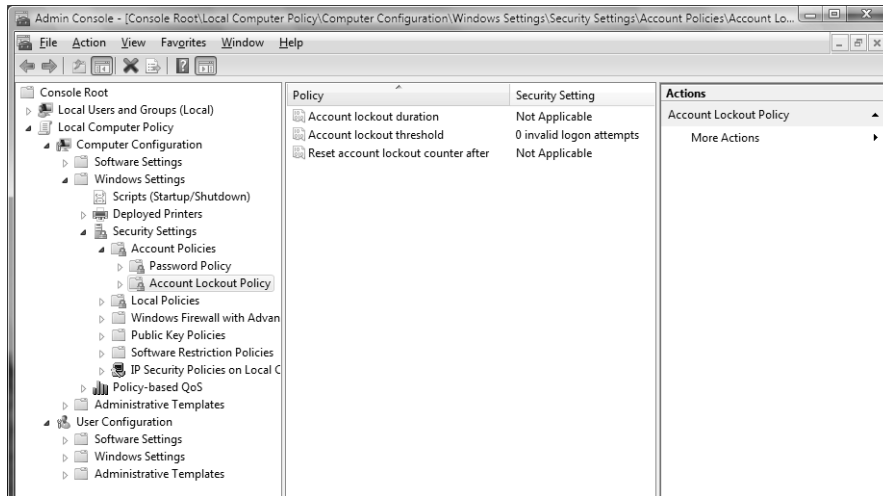 Admin Console - [Console Root\Local Computer Policy\Computer Configuration\Windows Settings\Security Settings\Account Policies\Account Lo...
File Action View Favorites Window Help
Console Root
Local Users and Groups (Local)
Local Computer Policy
Computer Configuration
Software Settings
Windows Settings
Scripts (Startup/Shutdown)
Deployed Printers
Security Settings
Account Policies
Password Policy
Account Lockout Policy
Local Policies
Windows Firewall with Advan
Public Key Policies
Software Restriction Policies
IP Security Policies on Local C
Policy-based QoS
Administrative Templates
User Configuration
Software Settings
Windows Settings
Administrative Templates
Policy Security Setting
Account lockout duration Not Applicable
Account lockout threshold 0 invalid logon attempts
Reset account lockout counter after Not Applicable
Actions
Account Lockout Policy
More Actions